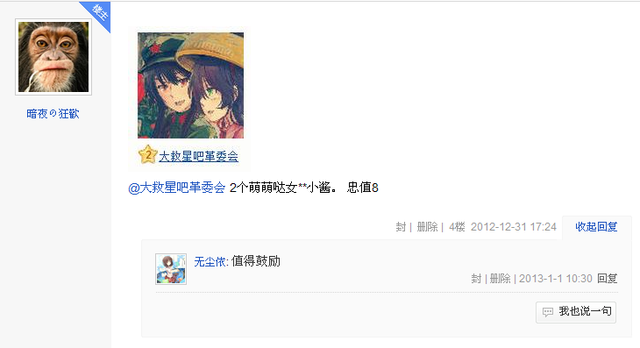 楼主
暗夜の狂歡
2 大救星吧革委会
@大救星吧革委会 2个萌萌哒女**小酱。 忠值8
封 | 删除 | 4楼 2012-12-31 17:24 收起回复
无尘侬: 值得鼓励
封 | 删除 | 2013-1-1 10:30 回复
我也说一句